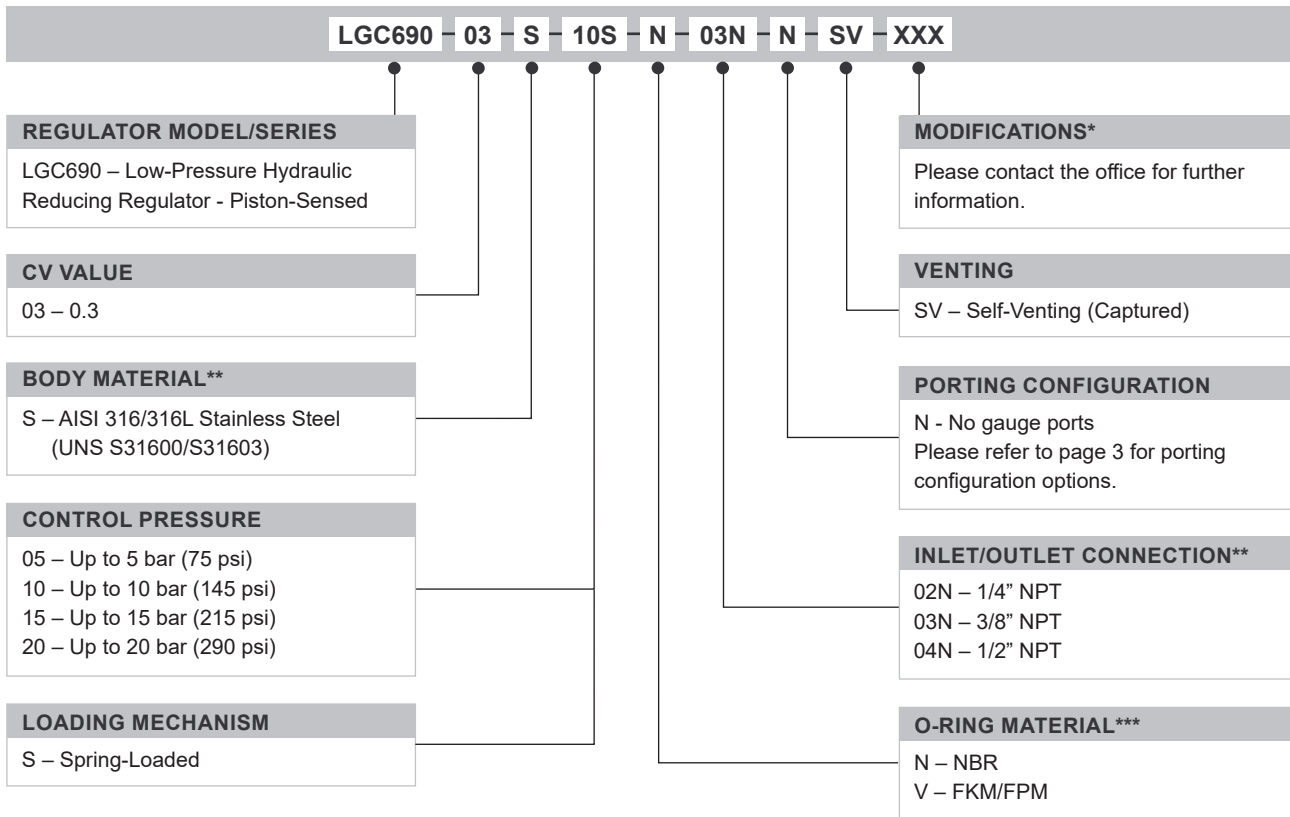 LGC690 - 03 - S - 10S - N - 03N - N - SV - XXX
REGULATOR MODEL/SERIES
LGC690 – Low-Pressure Hydraulic
Reducing Regulator - Piston-Sensed
CV VALUE
03 – 0.3
BODY MATERIAL**
S – AISI 316/316L Stainless Steel
(UNS S31600/S31603)
CONTROL PRESSURE
05 – Up to 5 bar (75 psi)
10 – Up to 10 bar (145 psi)
15 – Up to 15 bar (215 psi)
20 – Up to 20 bar (290 psi)
LOADING MECHANISM
S – Spring-Loaded
MODIFICATIONS*
Please contact the office for further
information.
VENTING
SV – Self-Venting (Captured)
PORTING CONFIGURATION
N - No gauge ports
Please refer to page 3 for porting
configuration options.
INLET/OUTLET CONNECTION**
02N – 1/4” NPT
03N – 3/8” NPT
04N – 1/2” NPT
O-RING MATERIAL***
N – NBR
V – FKM/FPM